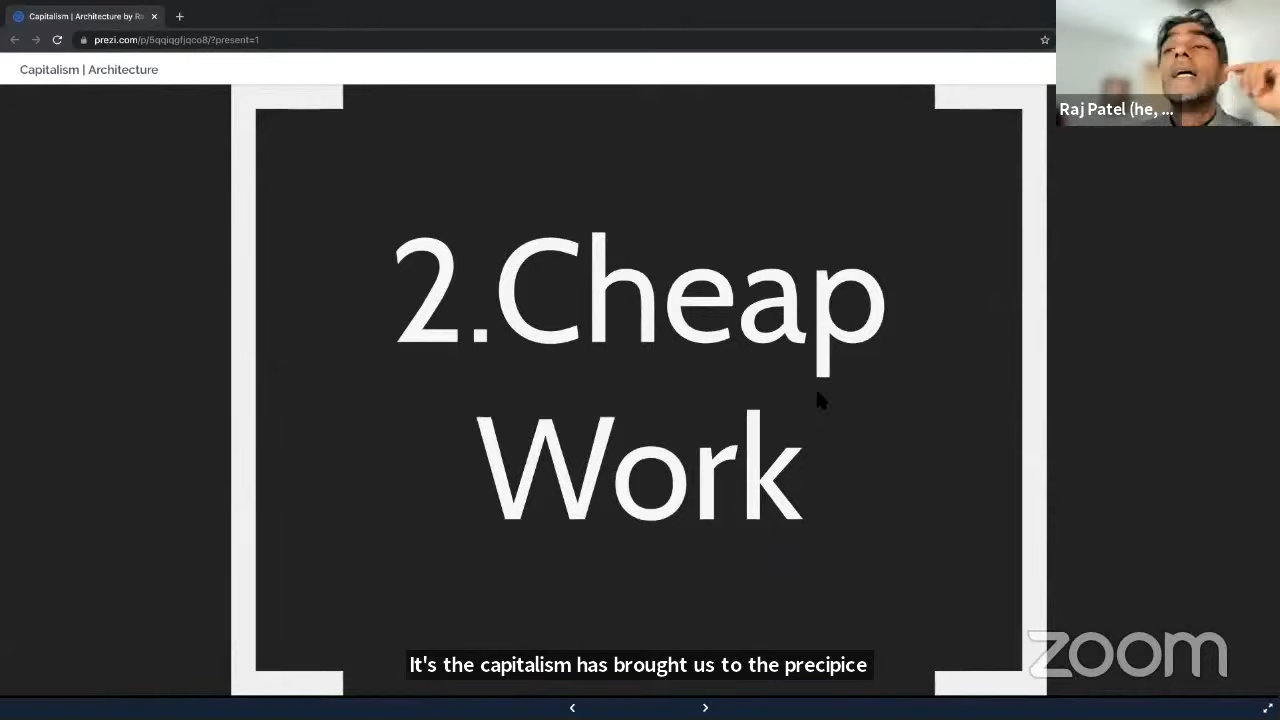 Capitalism | Architecture by Ro
prezi.com/p/5qqiqgfjqco8/?present=1
Capitalism | Architecture
Raj Patel (he, ...
2.Cheap
Work
It's the capitalism has brought us to the precipice
zoom